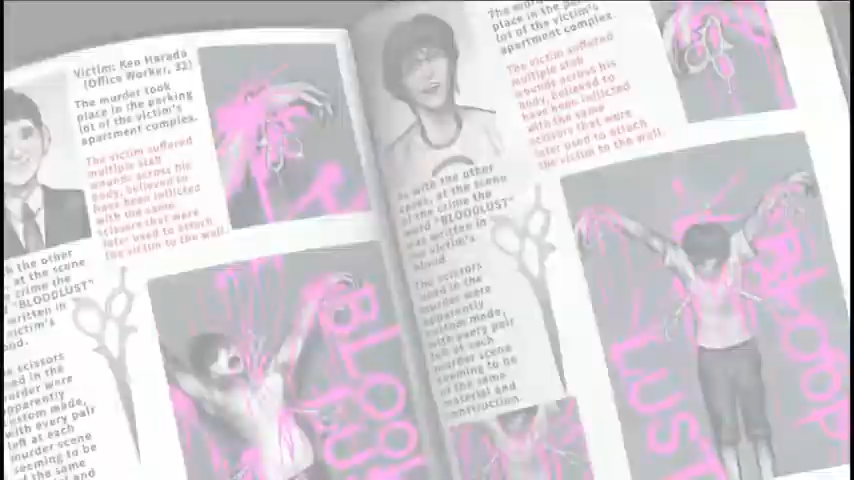 Victim: Ken Harada
(Office Worker, 32)
The murder took
place in the parking
lot of the victim's
apartment complex.
The victim suffered
multiple stab
wounds across his
body, believed to
have been inflicted
with the same
scissors that were
later used to attach
the victim to the wall.
the other
at the scene
crime the
"BLOODLUST"
written in
victim's
scissors
used in the
murder were
apparently
custom made,
with every pair
left at each
murder scene
seeming to be
of the same
material and
BLOOD
LUST
The murder took
place in the parking
lot of the victim's
apartment complex.
The victim suffered
multiple stab
wounds across his
body, believed to
have been inflicted
with the same
scissors that were
later used to attach
the victim to the wall.
As with the other
cases, at the scene
of the crime the
word "BLOODLUST"
was written in
the victim's
blood.
The scissors
used in the
murder were
apparently
custom made,
with every pair
left at each
murder scene
seeming to be
of the same
material and
construction.
BLOOD
LUST